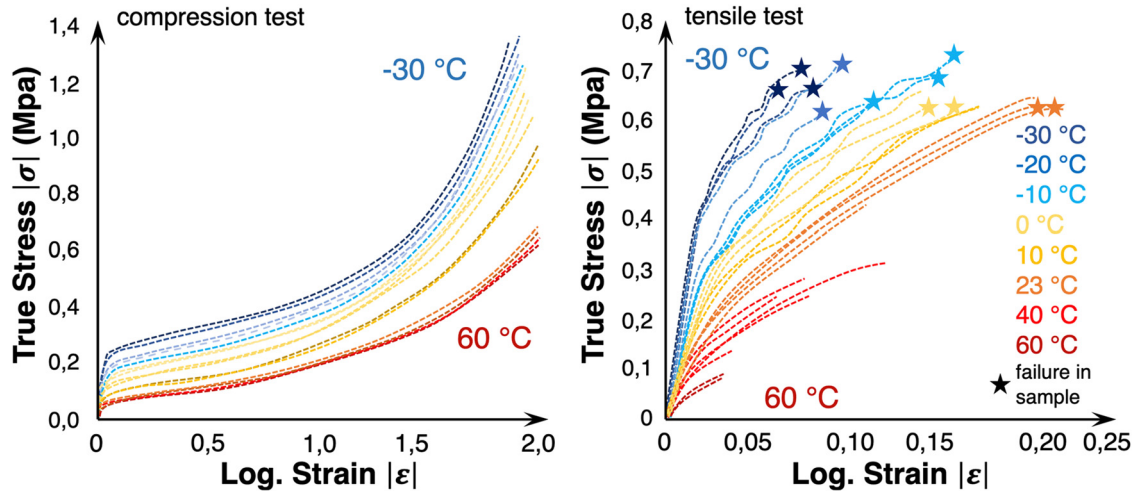 compression test
1,4
1,2
1,0
0,8
0,6
0,4
0,2
0,0
True Stress |σ| (Mpa)
-30 °C
60 °C
0
0,5
1,0
1,5
2,0
Log. Strain |ε|
tensile test
0,8
0,7
0,6
0,5
0,4
0,3
0,2
0,1
0
True Stress |σ| (Mpa)
-30 °C
60 °C
-30 °C
-20 °C
-10 °C
0 °C
10 °C
23 °C
40 °C
60 °C
failure in
sample
0
0,05
0,10
0,15
0,20
0,25
Log. Strain |ε|